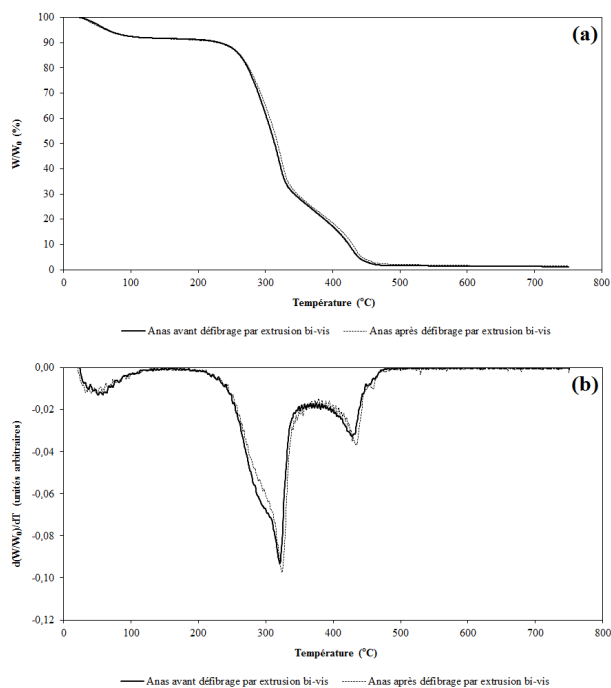 (a)
100
90
80
70
60
50
40
30
20
10
0
W/W0 (%)
0 100 200 300 400 500 600 700 800
Température (°C)
Anas avant défibrage par extrusion bi-vis Anas après défibrage par extrusion bi-vis
(b)
0,00
-0,02
-0,04
-0,06
-0,08
-0,10
-0,12
d(W/W0)/dT (unités arbitraires)
0 100 200 300 400 500 600 700 800
Température (°C)
Anas avant défibrage par extrusion bi-vis Anas après défibrage par extrusion bi-vis